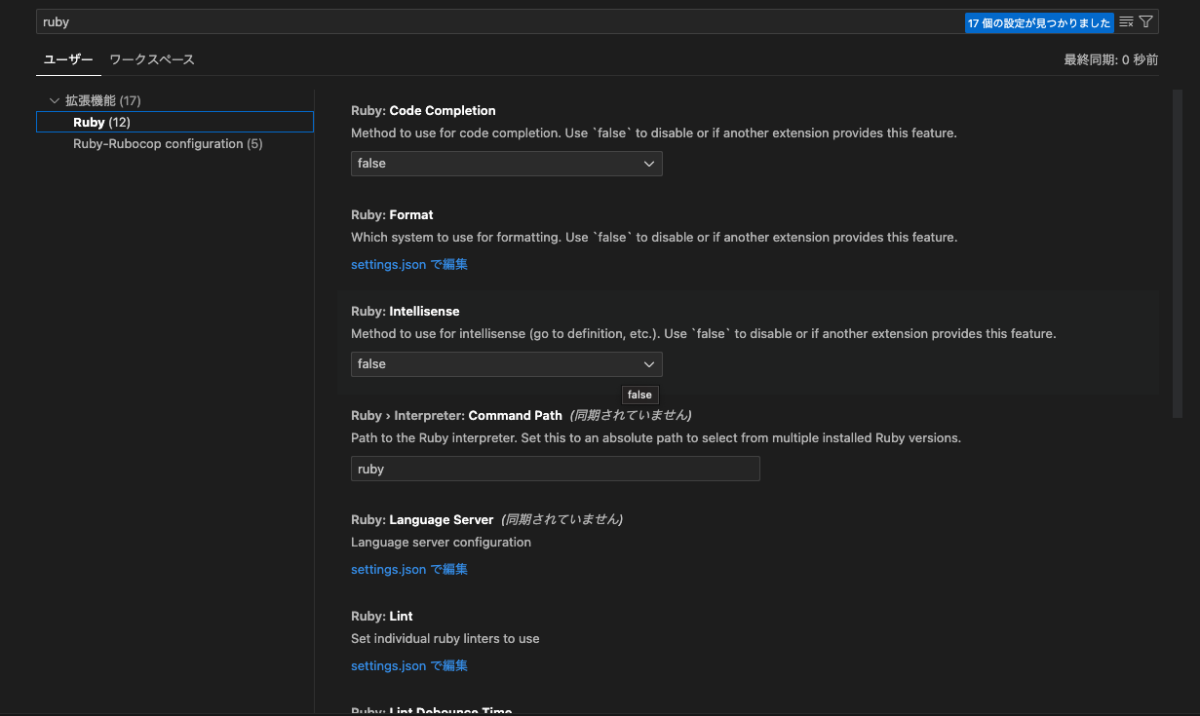 ruby
17 個の設定が見つかりました
ユーザー ワークスペース
最終同期: 0 秒前
拡張機能 (17)
Ruby (12)
Ruby-Rubocop configuration (5)
Ruby: Code Completion
Method to use for code completion. Use `false` to disable or if another extension provides this feature.
false
Ruby: Format
Which system to use for formatting. Use `false` to disable or if another extension provides this feature.
settings.json で編集
Ruby: Intellisense
Method to use for intellisense (go to definition, etc.). Use `false` to disable or if another extension provides this feature.
false
false
Ruby › Interpreter: Command Path (同期されていません)
Path to the Ruby interpreter. Set this to an absolute path to select from multiple installed Ruby versions.
ruby
Ruby: Language Server (同期されていません)
Language server configuration
settings.json で編集
Ruby: Lint
Set individual ruby linters to use
settings.json で編集
Ruby: Lint Debounce Time